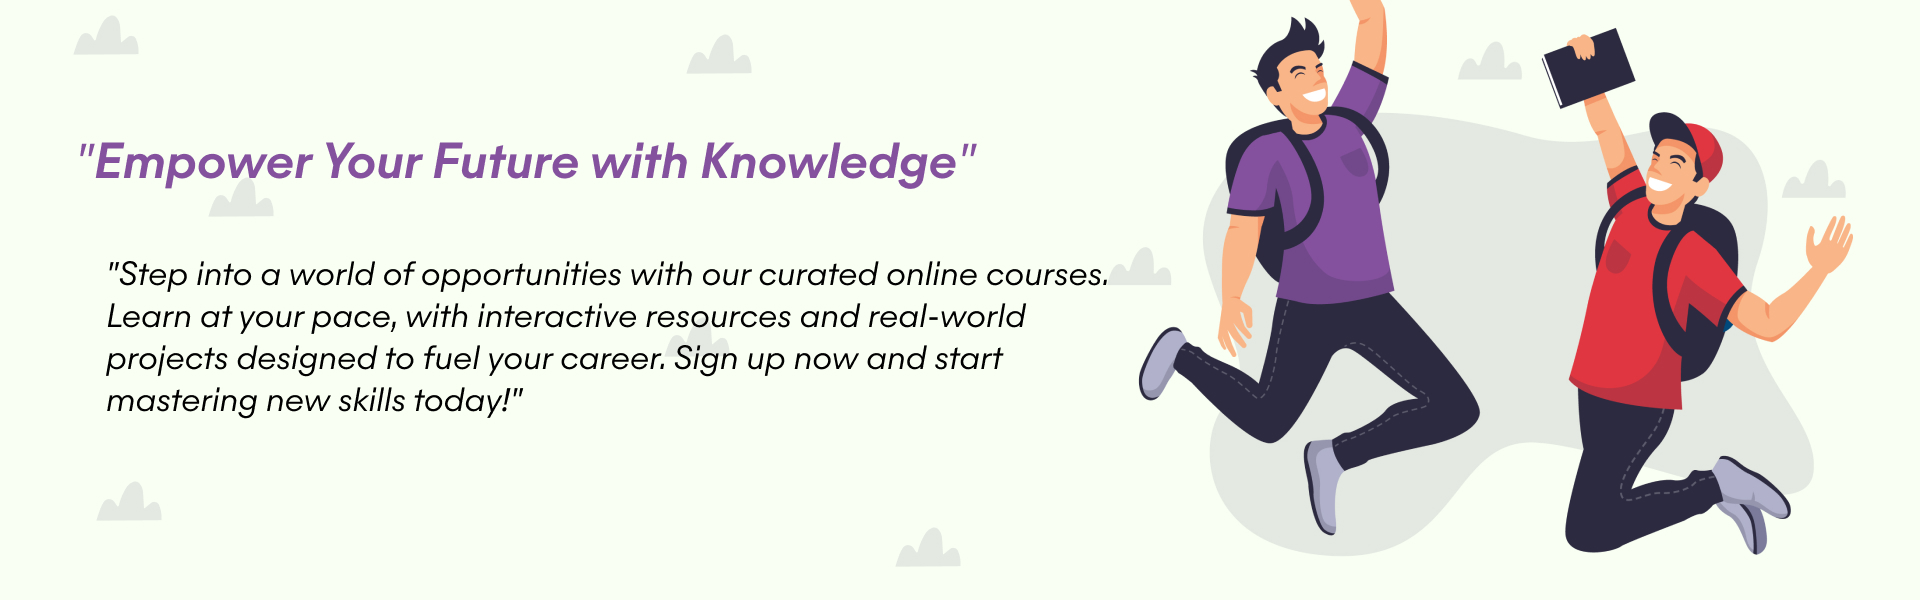 "Empower Your Future with Knowledge"
"Step into a world of opportunities with our curated online courses.
Learn at your pace, with interactive resources and real-world
projects designed to fuel your career. Sign up now and start
mastering new skills today!"